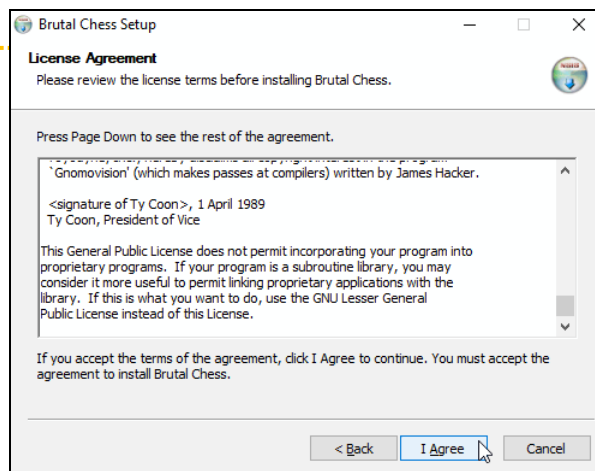 Brutal Chess Setup
License Agreement
Please review the license terms before installing Brutal Chess.
Press Page Down to see the rest of the agreement.
`Gnomovision' (which makes passes at compilers) written by James Hacker.
<signature of Ty Coon>, 1 April 1989
Ty Coon, President of Vice
This General Public License does not permit incorporating your program into
proprietary programs.  If your program is a subroutine library, you may
consider it more useful to permit linking proprietary applications with the
library.  If this is what you want to do, use the GNU Lesser General
Public License instead of this License.
If you accept the terms of the agreement, click I Agree to continue. You must accept the
agreement to install Brutal Chess.
< Back
I Agree
Cancel